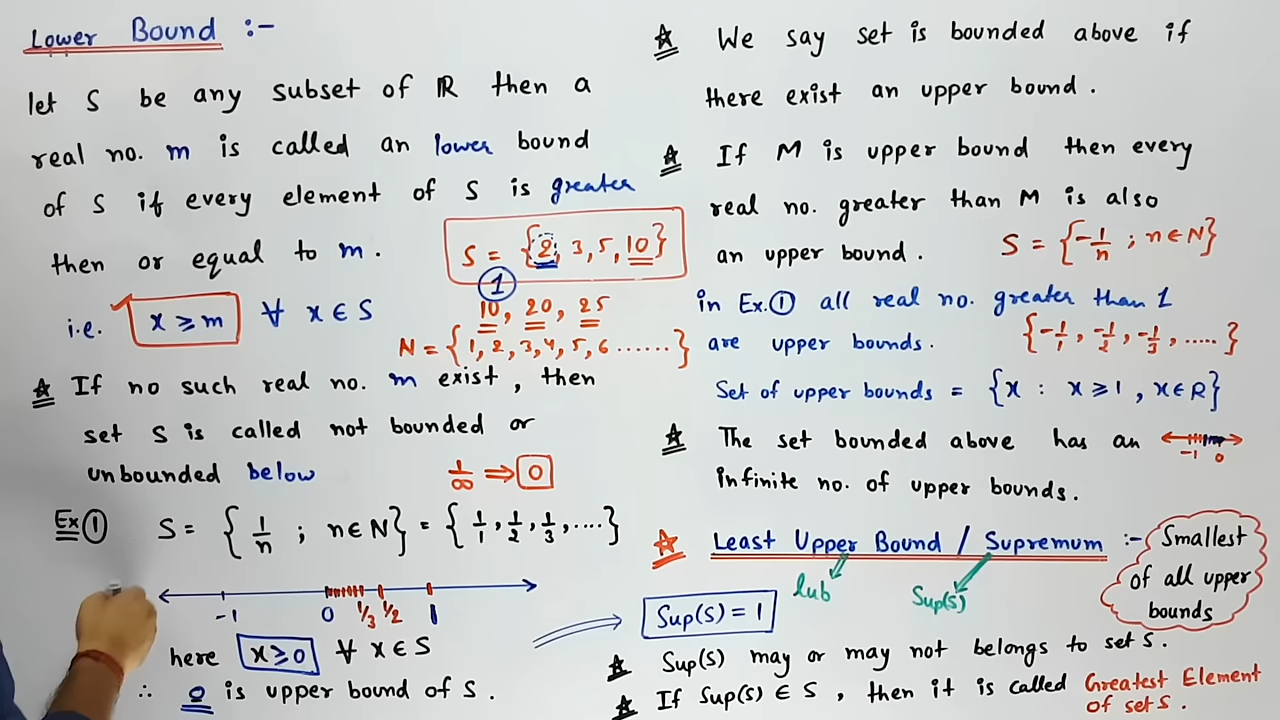 Lower Bound :-
let S be any subset of ℝ then a
real no. m is called an lower bound
of S if every element of S is greater
then or equal to m.
S = {2, 3, 5, 10}
1
i.e. x ≥ m ∀ x ∈ S
10, 20, 25
N = {1, 2, 3, 4, 5, 6 ......}
☆ If no such real no. m exist, then
set S is called not bounded or
unbounded below
1/∞ ⇒ 0
Ex① S = {1/n ; n ∈ N} = {1/1, 1/2, 1/3, ....}
-1 0 1/3 1/2 1
here x ≥ 0 ∀ x ∈ S
∴ 0 is upper bound of S.
☆ We say set is bounded above if
there exist an upper bound.
☆ If M is upper bound then every
real no. greater than M is also
an upper bound.
S = {-1/n ; n ∈ N}
in Ex.① all real no. greater than 1
are upper bounds.
{-1/1, -1/2, -1/3, .....}
Set of upper bounds = {x : x ≥ 1, x ∈ R}
☆ The set bounded above has an
-1 0
infinite no. of upper bounds.
☆ Least Upper Bound / Supremum :-
Smallest
of all upper
bounds
lub
Sup(S)
Sup(S) = 1
☆ Sup(S) may or may not belongs to set S.
☆ If Sup(S) ∈ S, then it is called Greatest Element
of set S.